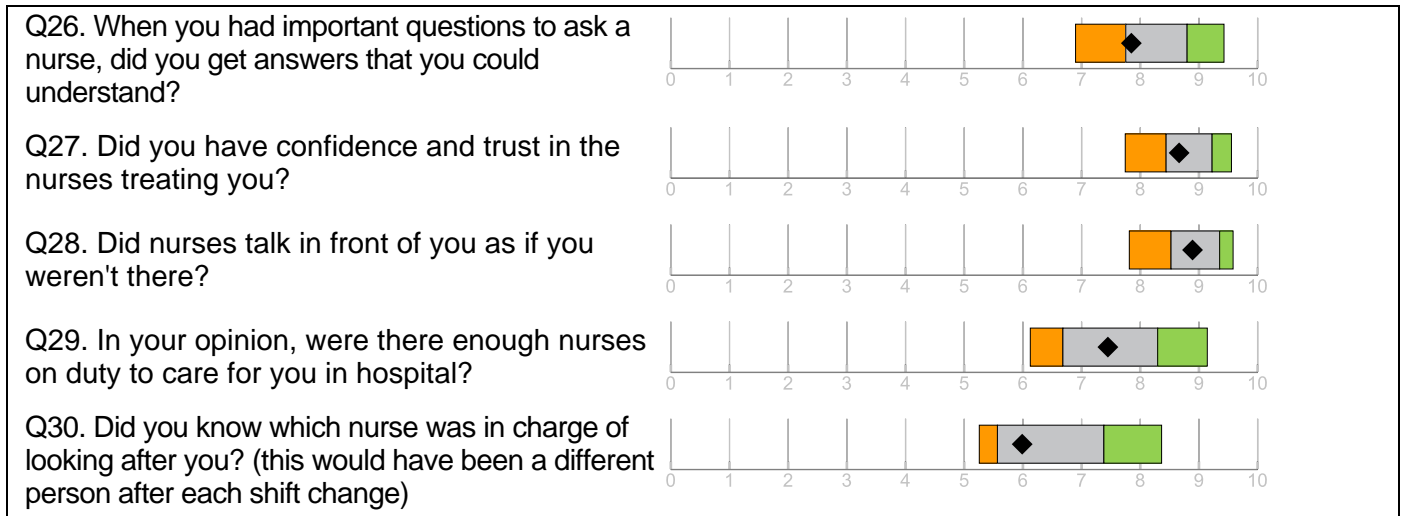 Q26. When you had important questions to ask a
nurse, did you get answers that you could
understand?
0 1 2 3 4 5 6 7 8 9 10
Q27. Did you have confidence and trust in the
nurses treating you?
0 1 2 3 4 5 6 7 8 9 10
Q28. Did nurses talk in front of you as if you
weren't there?
0 1 2 3 4 5 6 7 8 9 10
Q29. In your opinion, were there enough nurses
on duty to care for you in hospital?
0 1 2 3 4 5 6 7 8 9 10
Q30. Did you know which nurse was in charge of
looking after you? (this would have been a different
person after each shift change)
0 1 2 3 4 5 6 7 8 9 10